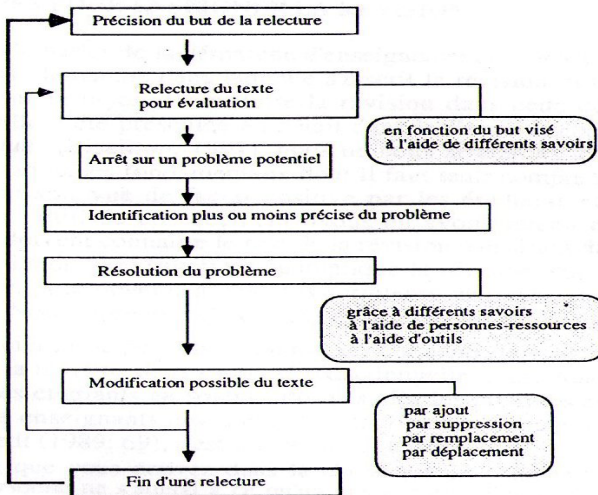 Précision du but de la relecture
Relecture du texte
pour évaluation
en fonction du but visé
à l'aide de différents savoirs
Arrêt sur un problème potentiel
Identification plus ou moins précise du problème
Résolution du problème
grâce à différents savoirs
à l'aide de personnes-ressources
à l'aide d'outils
Modification possible du texte
par ajout
par suppression
par remplacement
par déplacement
Fin d'une relecture